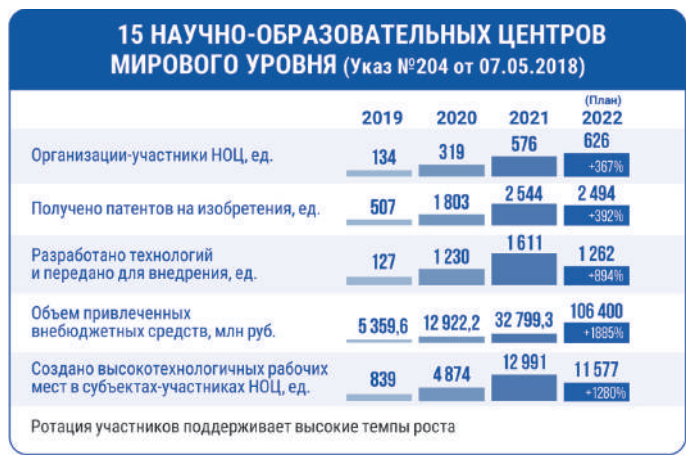 15 НАУЧНО-ОБРАЗОВАТЕЛЬНЫХ ЦЕНТРОВ
МИРОВОГО УРОВНЯ (Указ №204 от 07.05.2018)
(План)
2019 2020 2021 2022
Организации-участники НОЦ, ед. 134 319 576 626
+367%
Получено патентов на изобретения, ед. 507 1 803 2 544 2 494
+392%
Разработано технологий
и передано для внедрения, ед. 127 1 230 1 611 1 262
+894%
Объем привлеченных
внебюджетных средств, млн руб. 5 359,6 12 922,2 32 799,3 106 400
+1885%
Создано высокотехнологичных рабочих
мест в субъектах-участниках НОЦ, ед. 839 4 874 12 991 11 577
+1280%
Ротация участников поддерживает высокие темпы роста